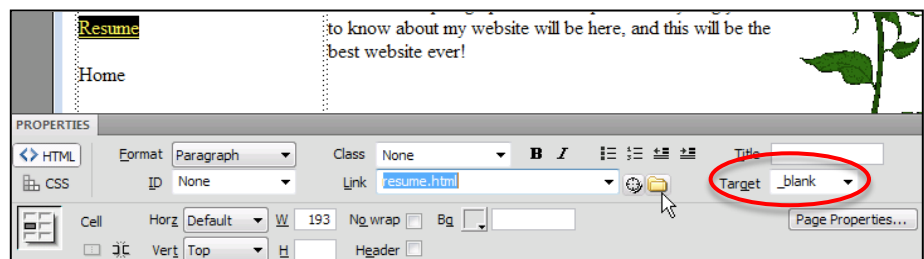 Resume
to know about my website will be here, and this will be the
best website ever!
Home
PROPERTIES
<> HTML Format Paragraph Class None B I Title
CSS ID None Link resume.html Target _blank
Cell Horz Default W 193 No wrap Bg Page Properties...
Vert Top H Header